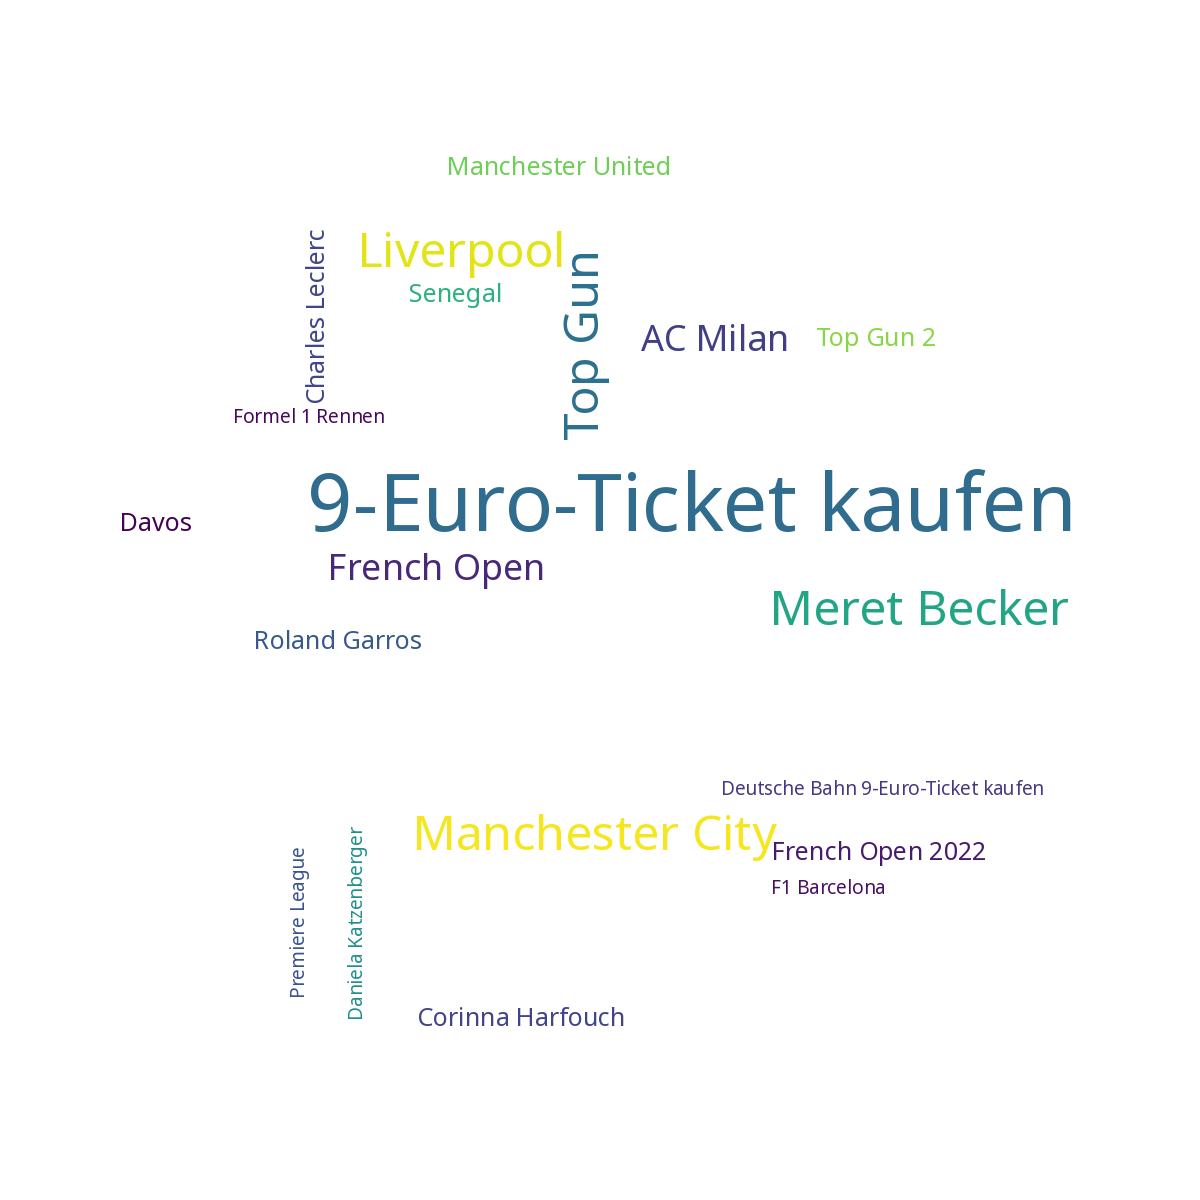 Manchester United
Liverpool
Charles Leclerc
Top Gun
Senegal
AC Milan
Top Gun 2
Formel 1 Rennen
9-Euro-Ticket kaufen
Davos
French Open
Meret Becker
Roland Garros
Deutsche Bahn 9-Euro-Ticket kaufen
Manchester City
French Open 2022
Premiere League
Daniela Katzenberger
F1 Barcelona
Corinna Harfouch